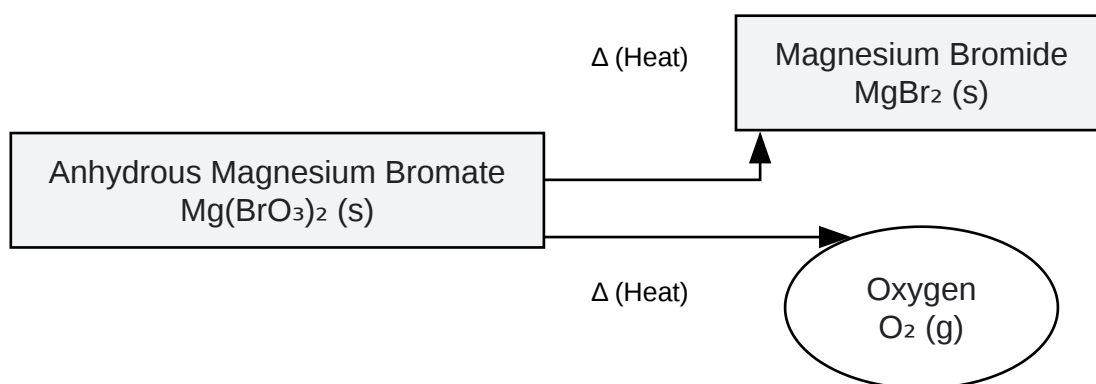 Δ (Heat)
Magnesium Bromide
MgBr₂ (s)
Anhydrous Magnesium Bromate
Mg(BrO₃)₂ (s)
Δ (Heat)
Oxygen
O₂ (g)